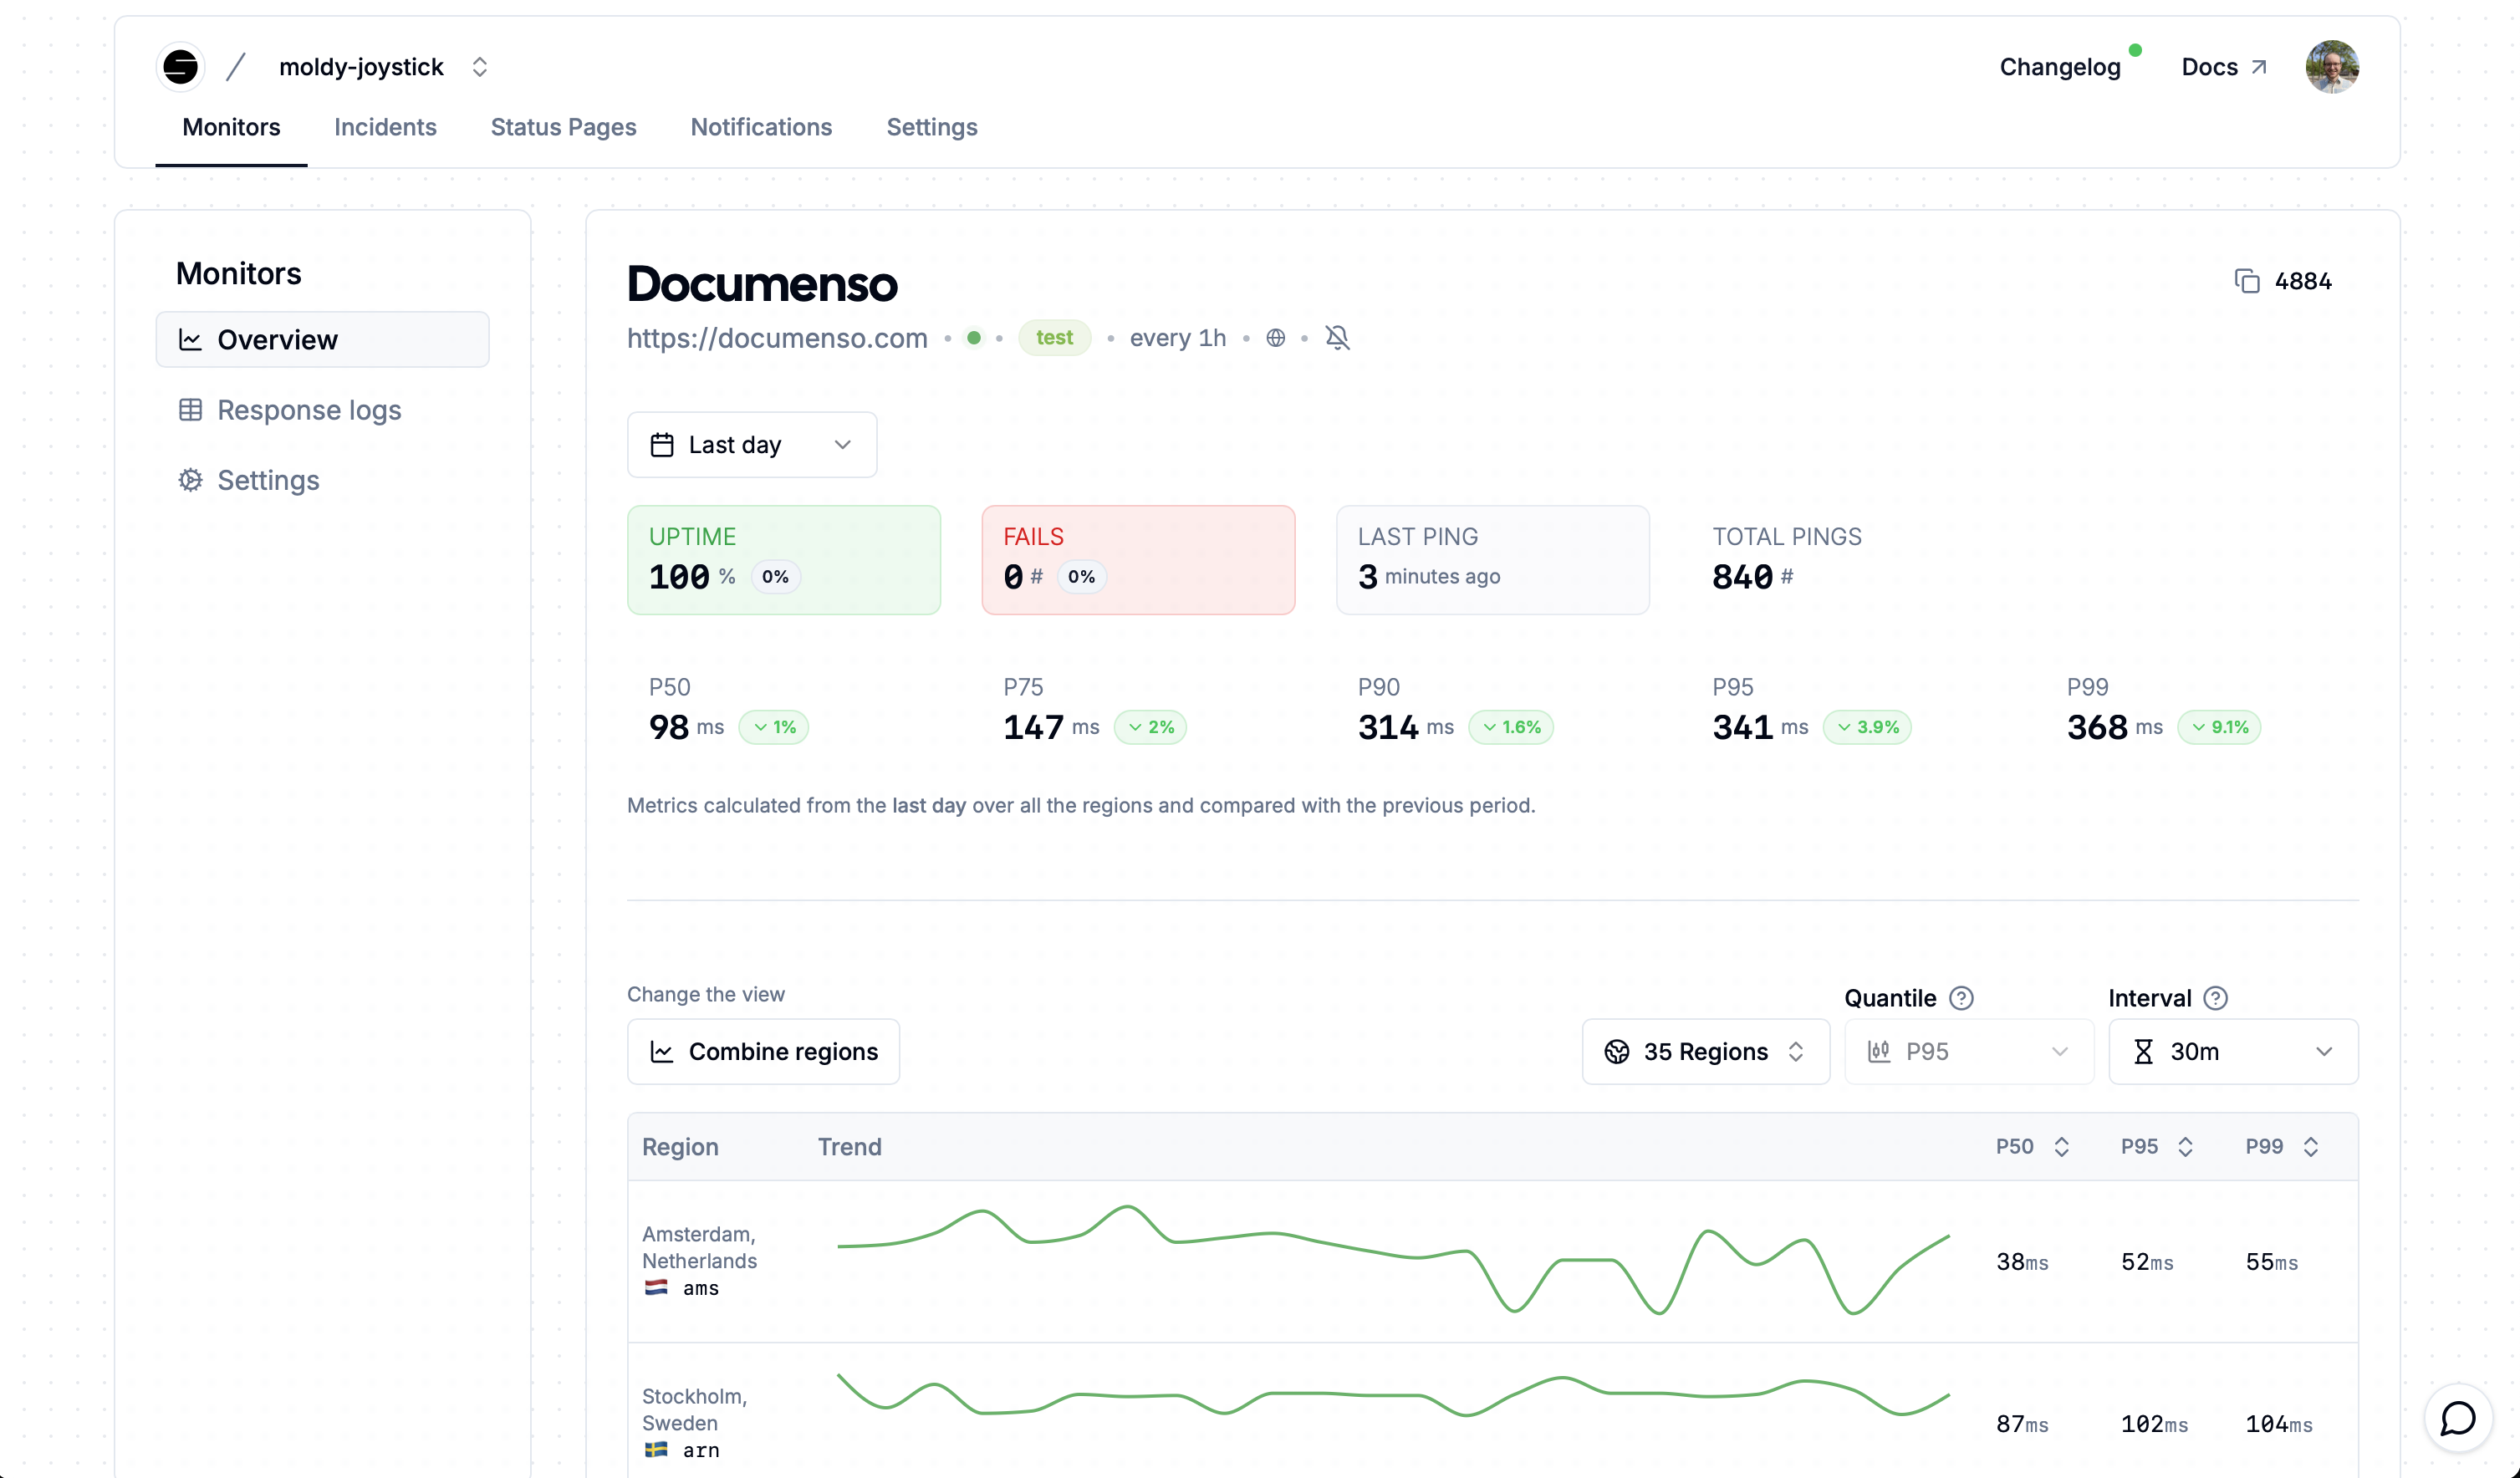 moldy-joystick
Changelog
Docs
Monitors
Incidents
Status Pages
Notifications
Settings
Monitors
Overview
Response logs
Settings
Documenso
4884
https://documenso.com • • test • every 1h • •
Last day
UPTIME
100 % 0%
FAILS
0 # 0%
LAST PING
3 minutes ago
TOTAL PINGS
840 #
P50
98 ms 1%
P75
147 ms 2%
P90
314 ms 1.6%
P95
341 ms 3.9%
P99
368 ms 9.1%
Metrics calculated from the last day over all the regions and compared with the previous period.
Change the view
Combine regions
35 Regions
Quantile
P95
Interval
30m
Region Trend P50 P95 P99
Amsterdam,
Netherlands
ams
38ms 52ms 55ms
Stockholm,
Sweden
arn
87ms 102ms 104ms